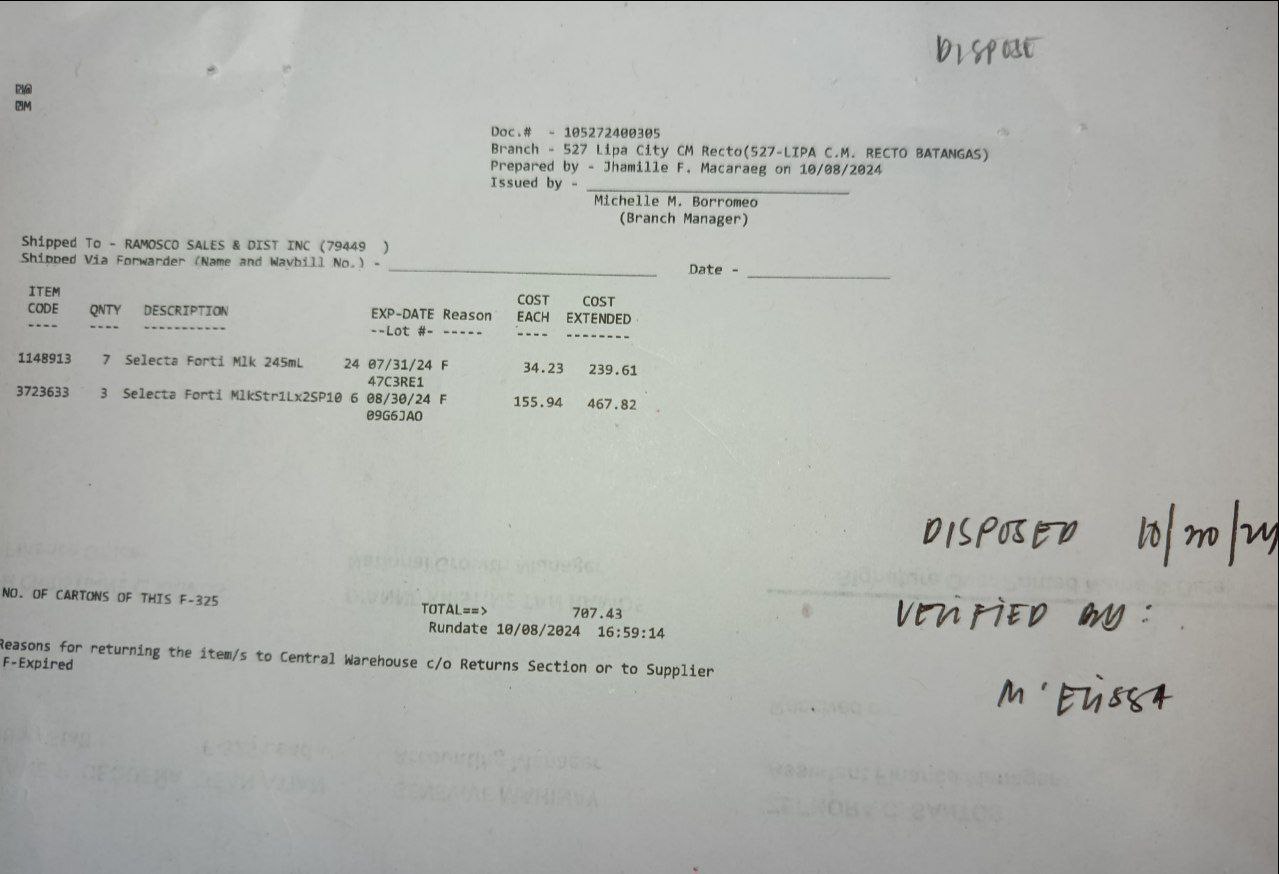 DISPOSE
Doc.# - 105272400305
Branch - 527 Lipa City CM Recto(527-LIPA C.M. RECTO BATANGAS)
Prepared by - Jhamille F. Macaraeg on 10/08/2024
Issued by -
Michelle M. Borromeo
(Branch Manager)
Shipped To - RAMOSCO SALES & DIST INC (79449 )
Shipped Via Forwarder (Name and Waybill No.) - Date -
ITEM COST COST
CODE QNTY DESCRIPTION EXP-DATE Reason EACH EXTENDED
---- ---- ----------- --Lot #- ----- ---- --------
1148913 7 Selecta Forti Mlk 245mL 24 07/31/24 F 34.23 239.61
47C3RE1
3723633 3 Selecta Forti MlkStr1Lx2SP10 6 08/30/24 F 155.94 467.82
09G6JAO
DISPOSED 10/20/24
NO. OF CARTONS OF THIS F-325 TOTAL==> 707.43
VERIFIED BY:
Rundate 10/08/2024 16:59:14
Reasons for returning the item/s to Central Warehouse c/o Returns Section or to Supplier
F-Expired
M'ELISSA